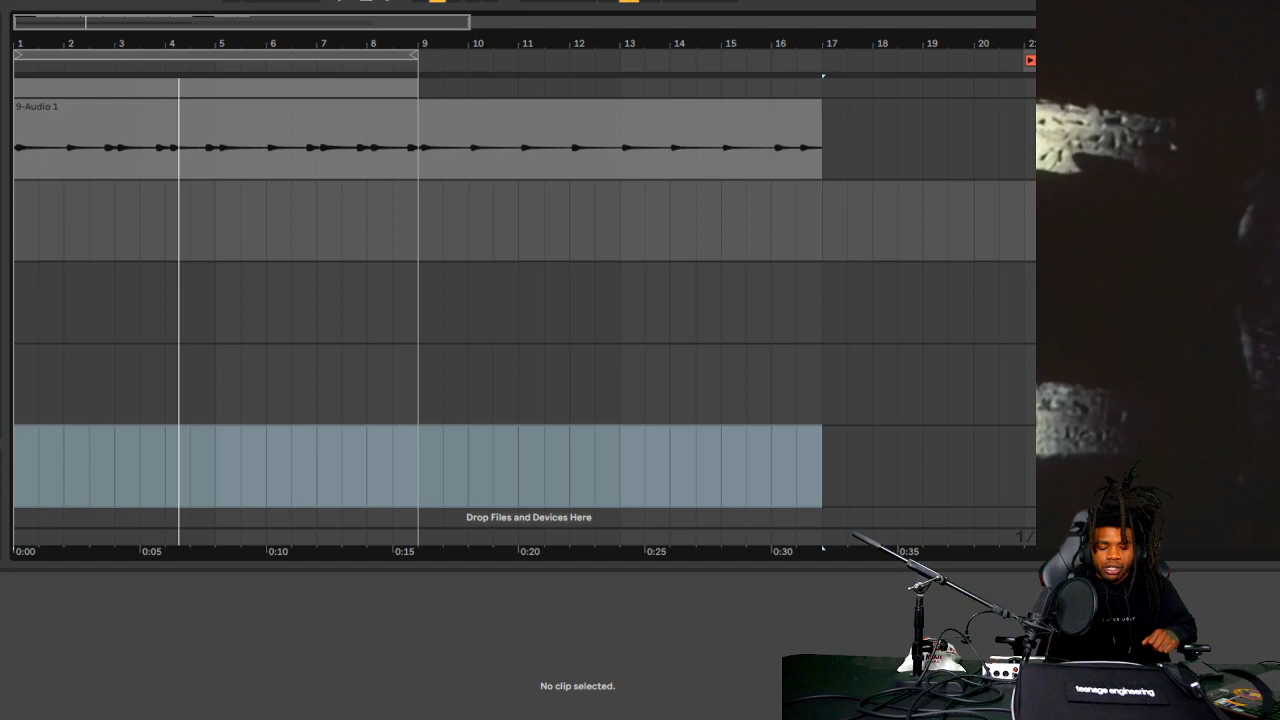 1 2 3 4 5 6 7 8 9 10 11 12 13 14 15 16 17 18 19 20
9-Audio 1
Drop Files and Devices Here
1/
0:00 0:05 0:10 0:15 0:20 0:25 0:30 0:35
No clip selected.
teenage engineering